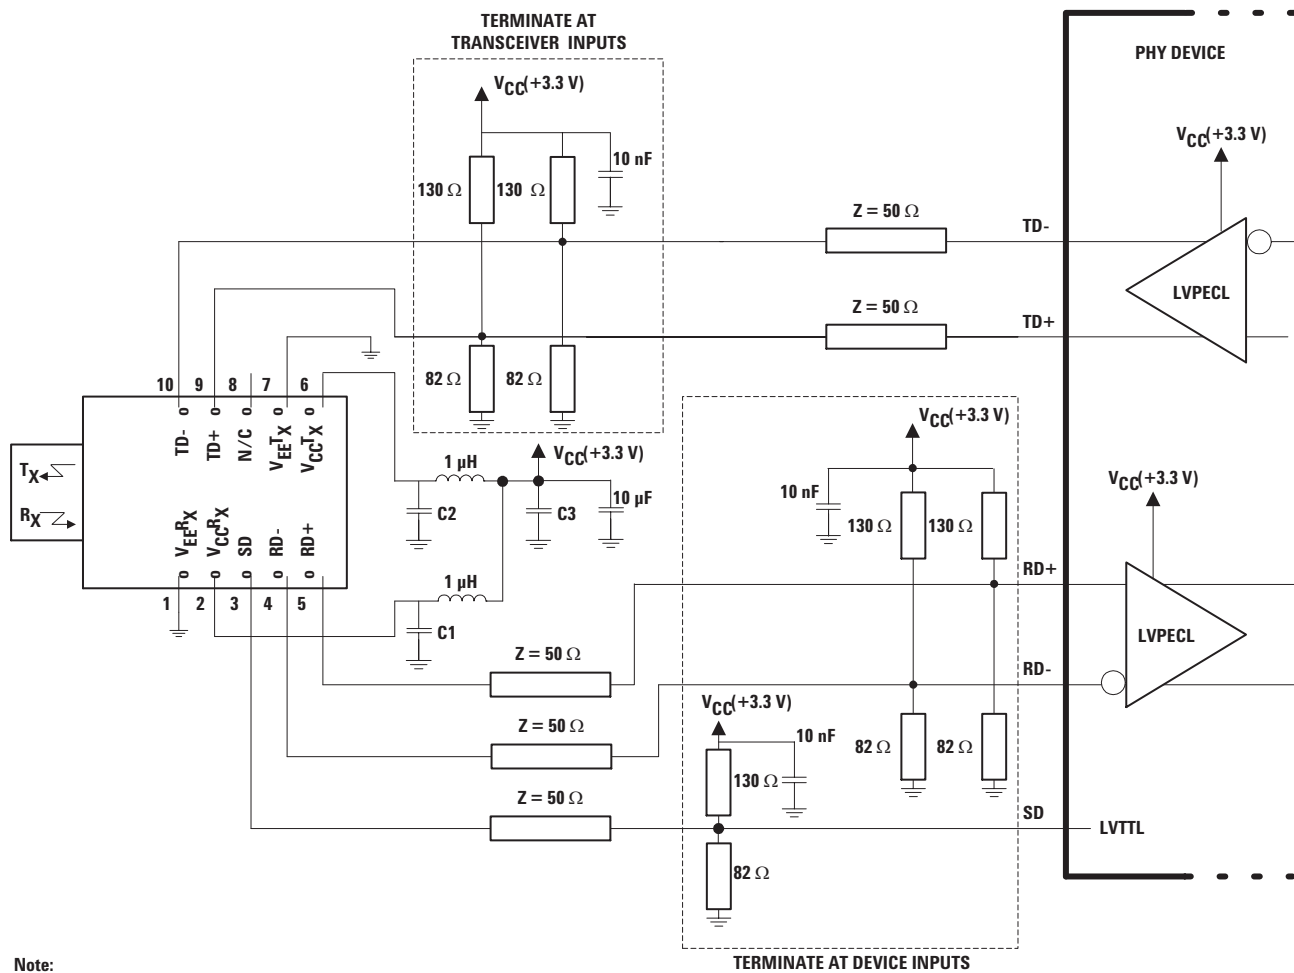 TERMINATE AT
TRANSCEIVER INPUTS
VCC(+3.3 V)
10 nF
130 Ω
130 Ω
82 Ω
82 Ω
PHY DEVICE
VCC(+3.3 V)
Z = 50 Ω
TD-
LVPECL
Z = 50 Ω
TD+
10
9
8
7
6
TD-
TD+
N/C
VEETX
VCCTX
TX
RX
VEERX
VCCRX
SD
RD-
RD+
1
2
3
4
5
1 µH
VCC(+3.3 V)
C2
C3
10 µF
1 µH
C1
VCC(+3.3 V)
10 nF
130 Ω
130 Ω
VCC(+3.3 V)
RD+
LVPECL
Z = 50 Ω
RD-
VCC(+3.3 V)
Z = 50 Ω
10 nF
82 Ω
82 Ω
130 Ω
Z = 50 Ω
SD
LVTTL
82 Ω
TERMINATE AT DEVICE INPUTS
Note: